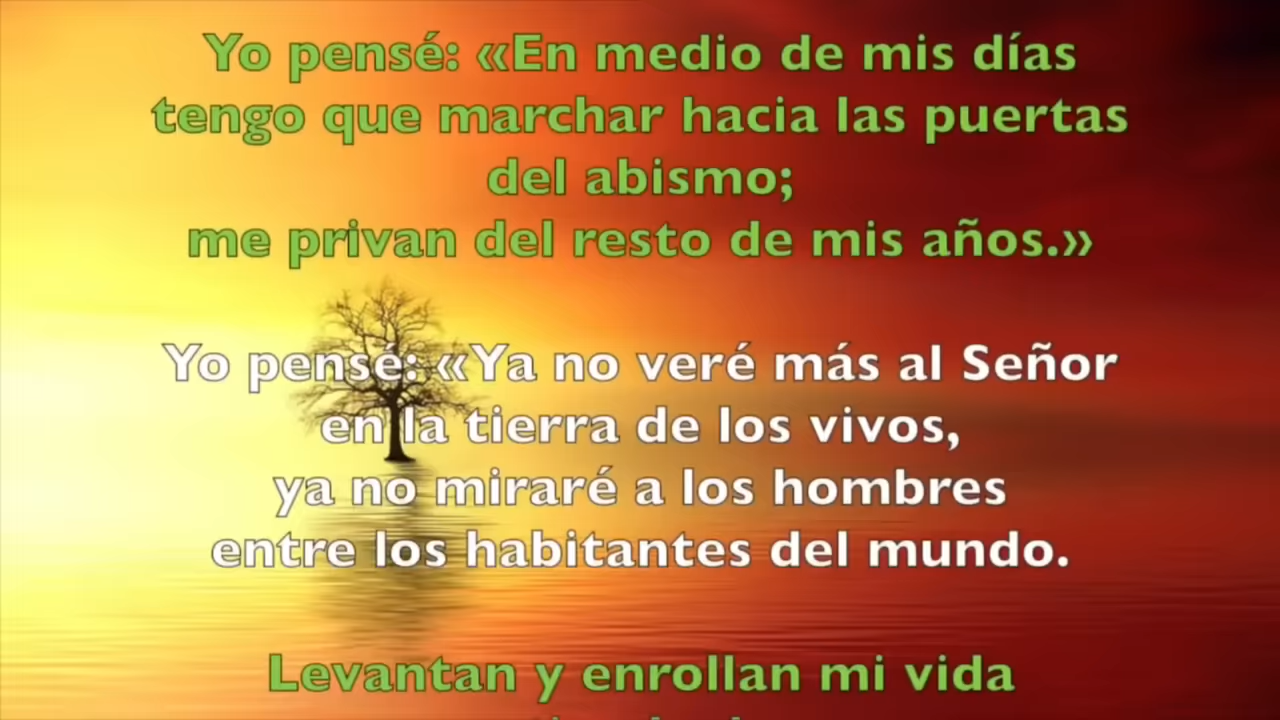 Yo pensé: «En medio de mis días
tengo que marchar hacia las puertas
del abismo;
me privan del resto de mis años.»
Yo pensé: «Ya no veré más al Señor
en la tierra de los vivos,
ya no miraré a los hombres
entre los habitantes del mundo.
Levantan y enrollan mi vida